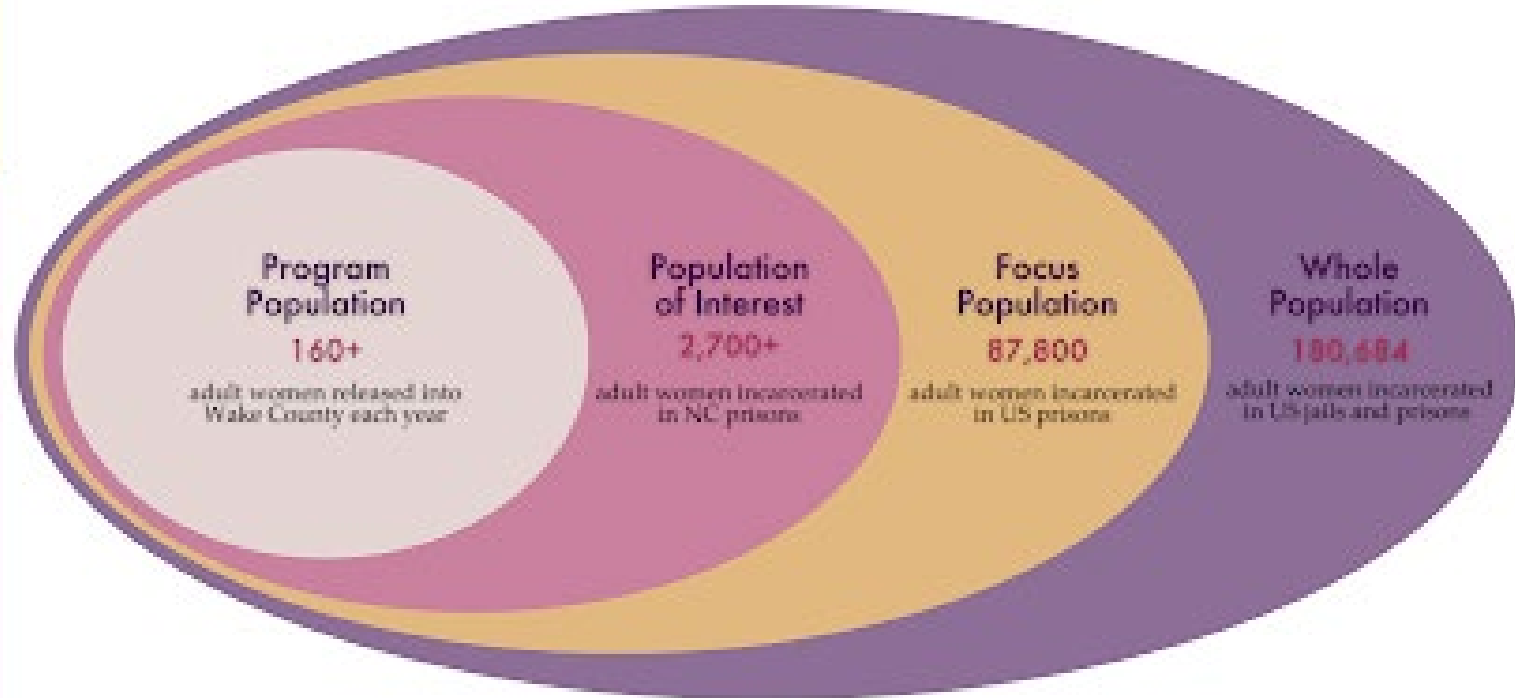 Program
Population
160+
adult women released into
Wake County each year
Population
of Interest
2,700+
adult women incarcerated
in NC prisons
Focus
Population
87,800
adult women incarcerated
in US prisons
Whole
Population
180,684
adult women incarcerated
in US jails and prisons